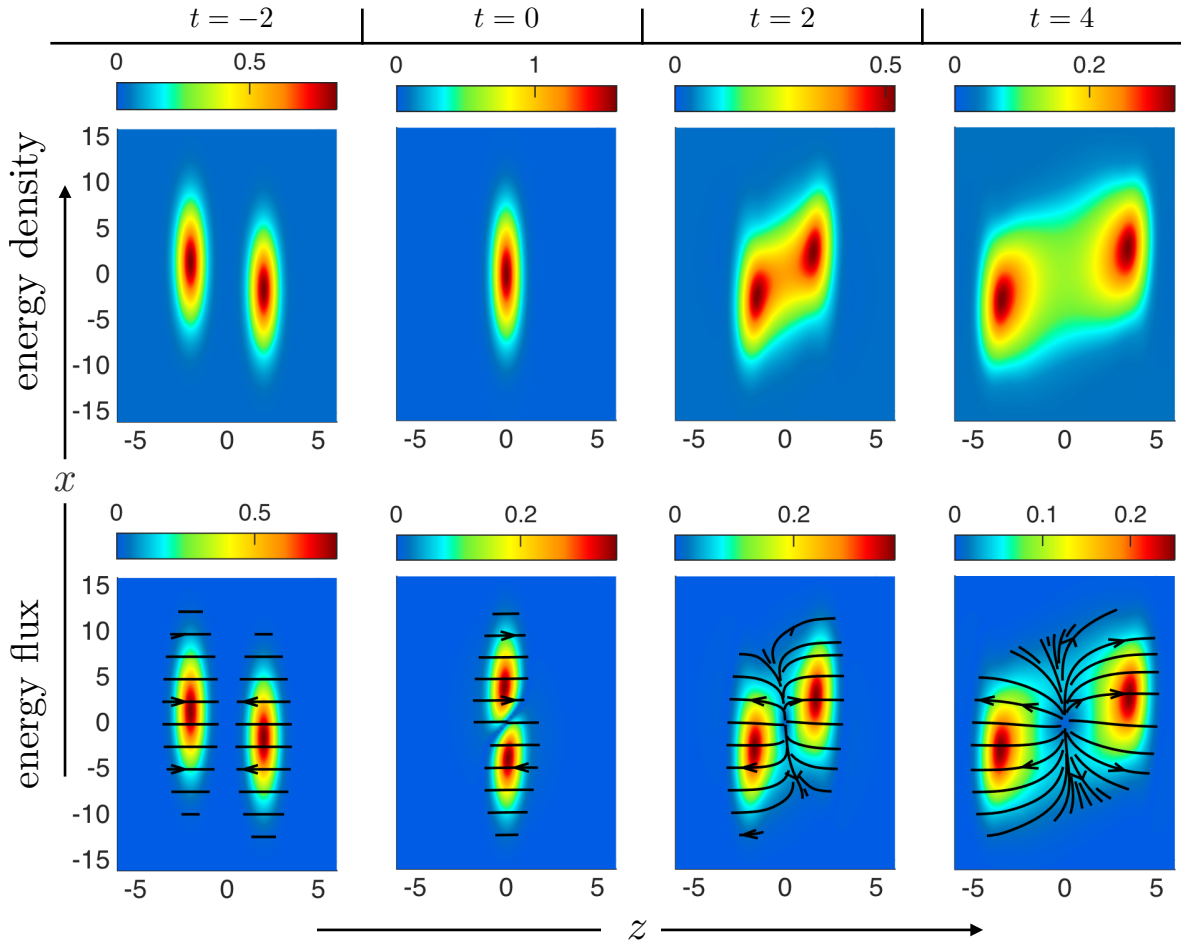 t = −2 t = 0 t = 2 t = 4
0 0.5 0 1 0 0.5 0 0.2
energy density
15
10
5
0
-5
-10
-15
-5 0 5 -5 0 5 -5 0 5 -5 0 5
x
0 0.5 0 0.2 0 0.2 0 0.1 0.2
energy flux
15
10
5
0
-5
-10
-15
-5 0 5 -5 0 5 -5 0 5 -5 0 5
z